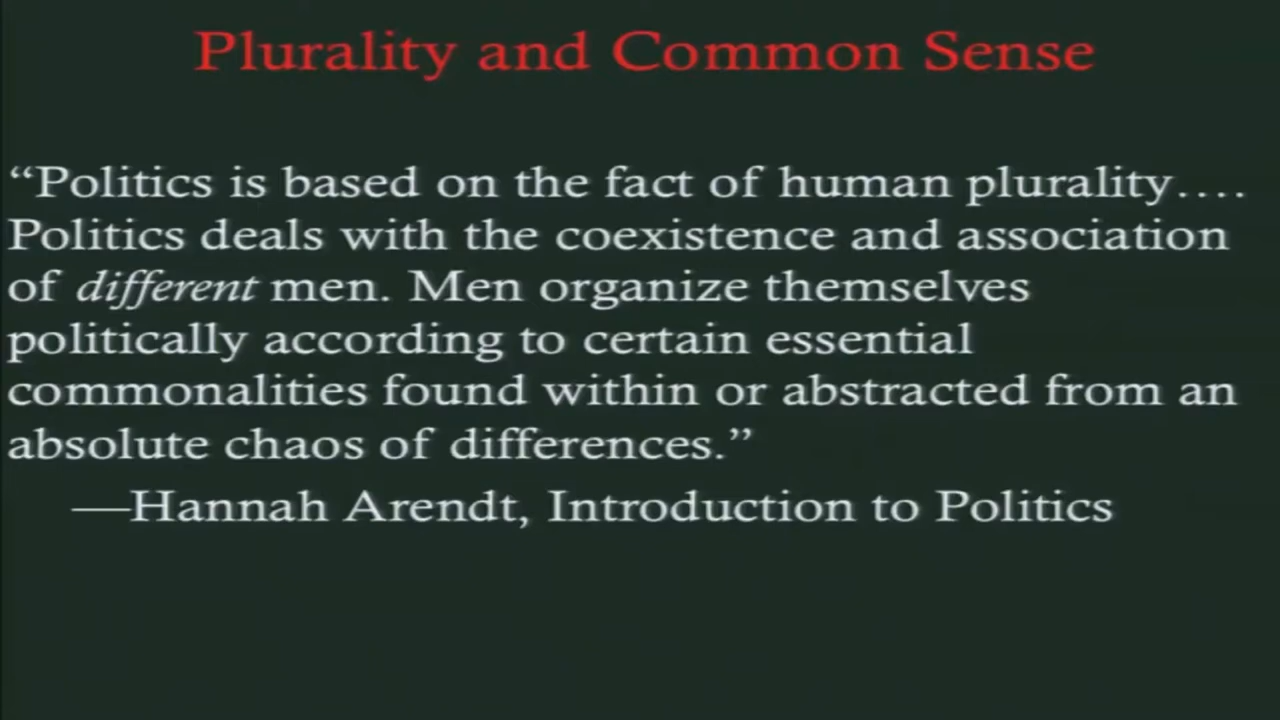 Plurality and Common Sense
“Politics is based on the fact of human plurality….
Politics deals with the coexistence and association
of different men. Men organize themselves
politically according to certain essential
commonalities found within or abstracted from an
absolute chaos of differences.”
—Hannah Arendt, Introduction to Politics